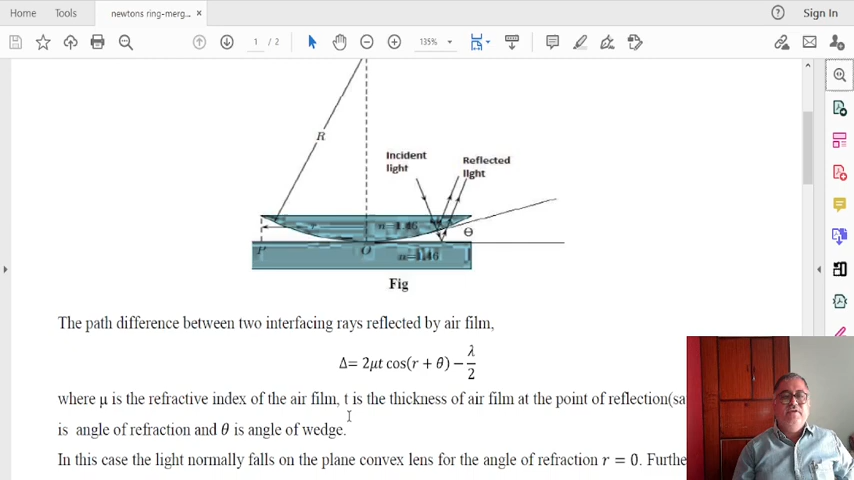 Home Tools newtons ring-merg... × Sign In
1 / 2 135%
R
Incident
light
Reflected
light
r n=1.46 Θ
P O n=1.46
Fig
The path difference between two interfacing rays reflected by air film,
Δ= 2μt cos(r + θ) − λ/2
where μ is the refractive index of the air film, t is the thickness of air film at the point of reflection(sa
is angle of refraction and θ is angle of wedge.
In this case the light normally falls on the plane convex lens for the angle of refraction r = 0. Furthe